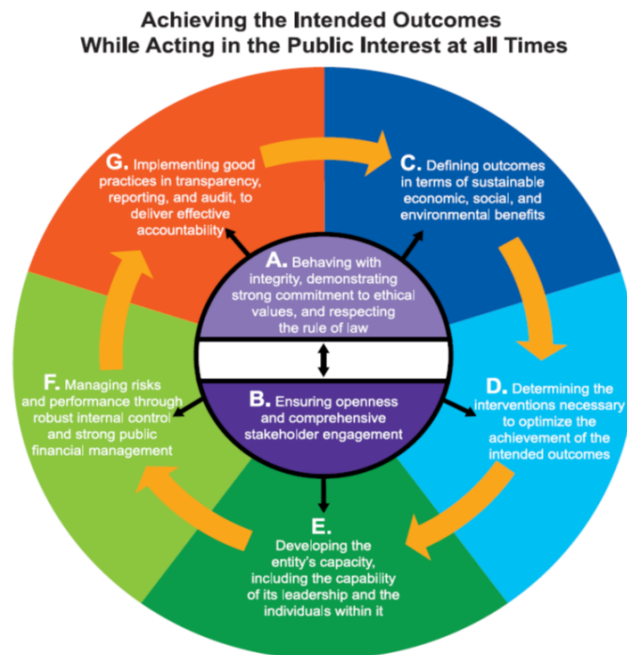 Achieving the Intended Outcomes
While Acting in the Public Interest at all Times
G. Implementing good
practices in transparency,
reporting, and audit, to
deliver effective
accountability
C. Defining outcomes
in terms of sustainable
economic, social, and
environmental benefits
A. Behaving with
integrity, demonstrating
strong commitment to ethical
values, and respecting
the rule of law
B. Ensuring openness
and comprehensive
stakeholder engagement
F. Managing risks
and performance through
robust internal control
and strong public
financial management
D. Determining the
interventions necessary
to optimize the
achievement of the
intended outcomes
E.
Developing the
entity's capacity,
including the capability
of its leadership and the
individuals within it